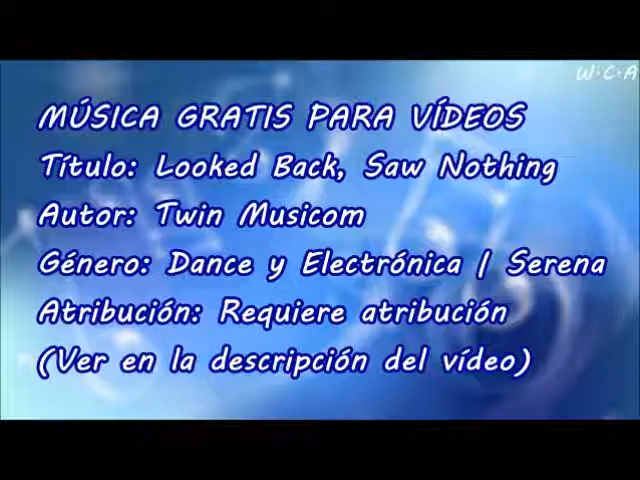 W·C·A
MÚSICA GRATIS PARA VÍDEOS
Título: Looked Back, Saw Nothing
Autor: Twin Musicom
Género: Dance y Electrónica | Serena
Atribución: Requiere atribución
(Ver en la descripción del vídeo)